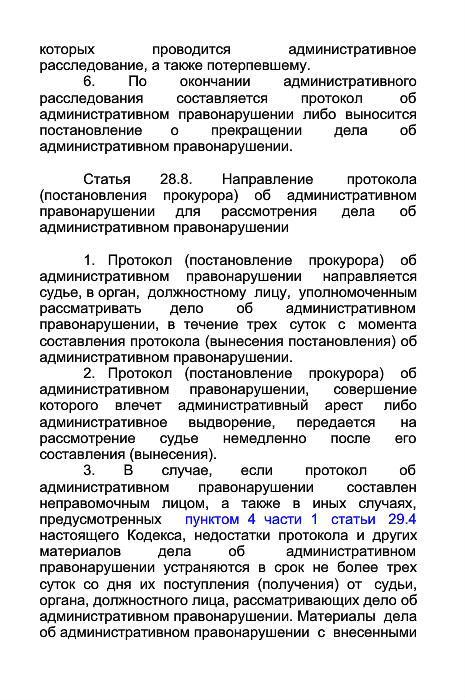 которых проводится административное
расследование, а также потерпевшему.
6. По окончании административного
расследования составляется протокол об
административном правонарушении либо выносится
постановление о прекращении дела об
административном правонарушении.
Статья 28.8. Направление протокола
(постановления прокурора) об административном
правонарушении для рассмотрения дела об
административном правонарушении
1. Протокол (постановление прокурора) об
административном правонарушении направляется
судье, в орган, должностному лицу, уполномоченным
рассматривать дело об административном
правонарушении, в течение трех суток с момента
составления протокола (вынесения постановления) об
административном правонарушении.
2. Протокол (постановление прокурора) об
административном правонарушении, совершение
которого влечет административный арест либо
административное выдворение, передается на
рассмотрение судье немедленно после его
составления (вынесения).
3. В случае, если протокол об
административном правонарушении составлен
неправомочным лицом, а также в иных случаях,
предусмотренных пунктом 4 части 1 статьи 29.4
настоящего Кодекса, недостатки протокола и других
материалов дела об административном
правонарушении устраняются в срок не более трех
суток со дня их поступления (получения) от судьи,
органа, должностного лица, рассматривающих дело об
административном правонарушении. Материалы дела
об административном правонарушении с внесенными